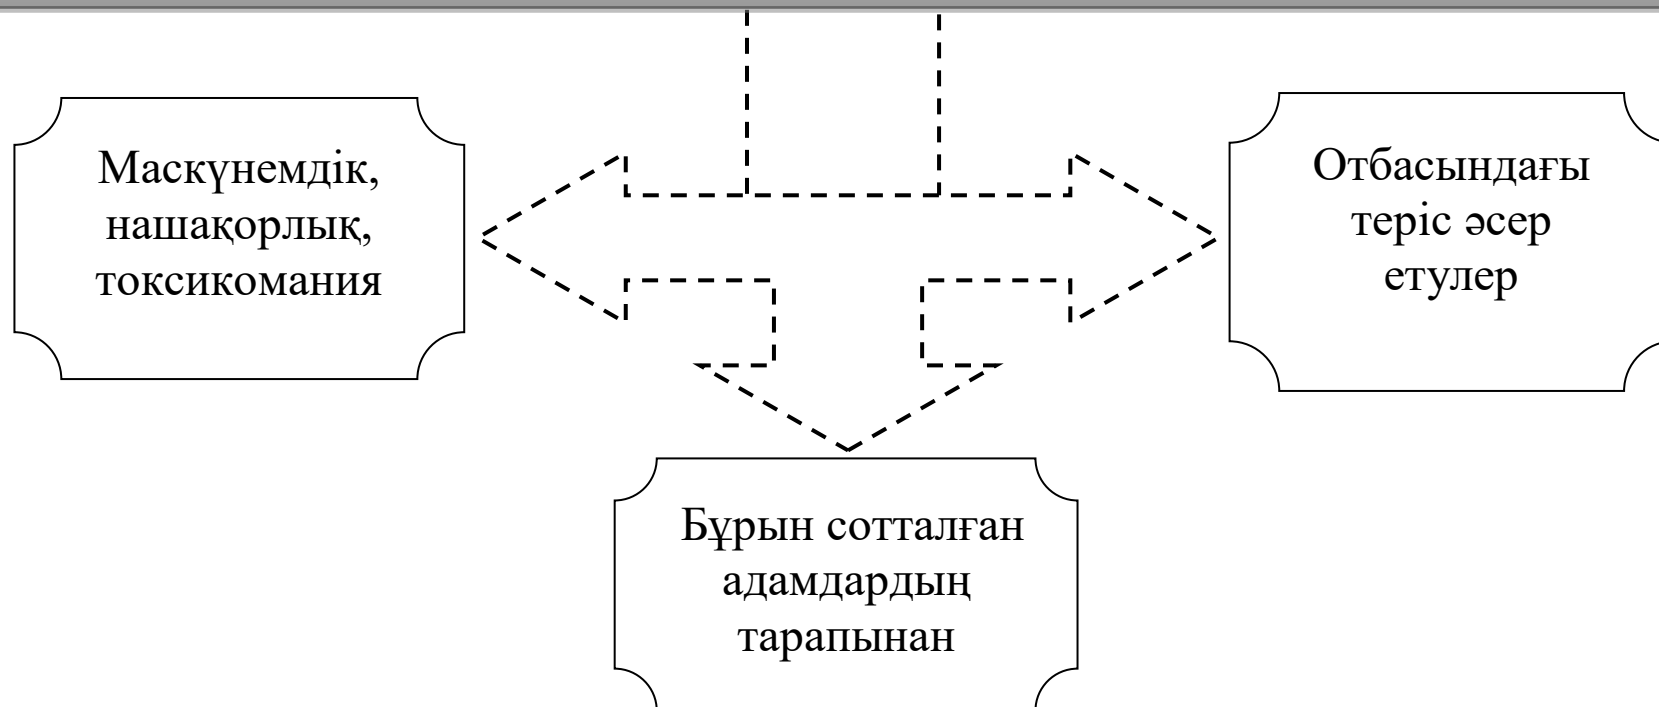 Маскүнемдік,
нашақорлық,
токсикомания
Отбасындағы
теріс әсер
етулер
Бұрын сотталған
адамдардың
тарапынан